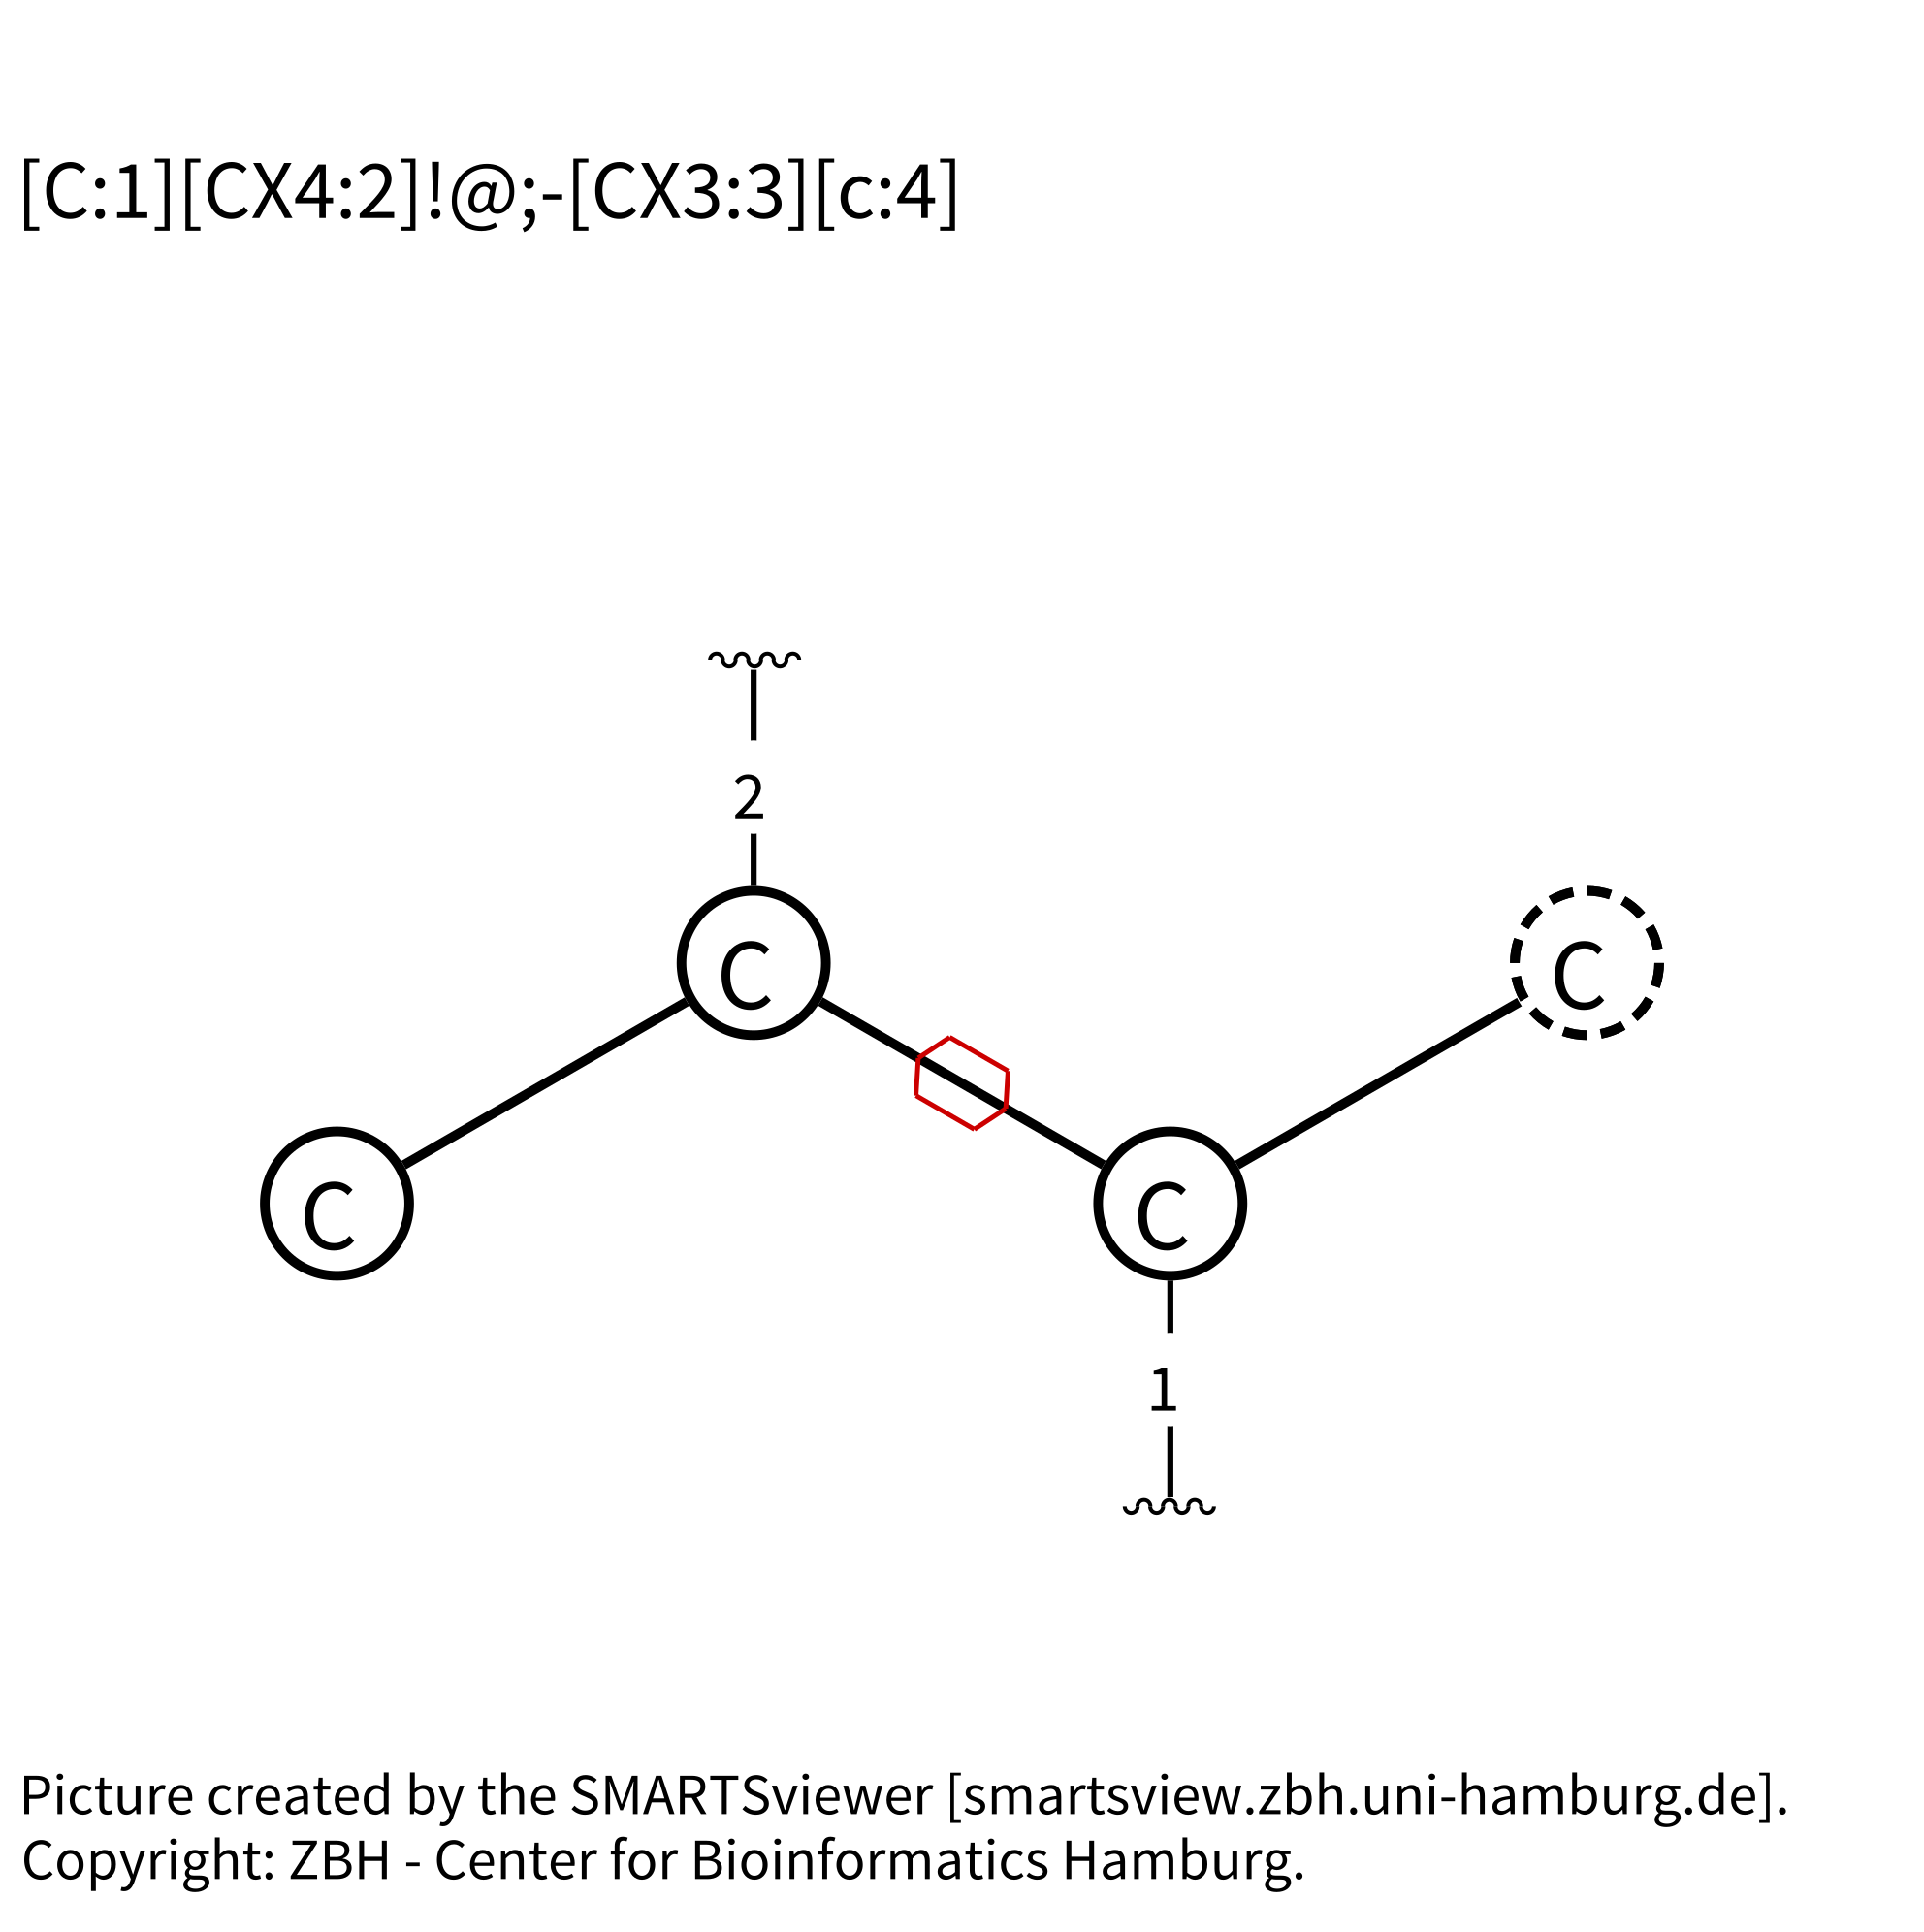 [C:1][CX4:2]!@;-[CX3:3][c:4]
2
C
C
C
C
1
Picture created by the SMARTSviewer [smartsview.zbh.uni-hamburg.de].
Copyright: ZBH - Center for Bioinformatics Hamburg.